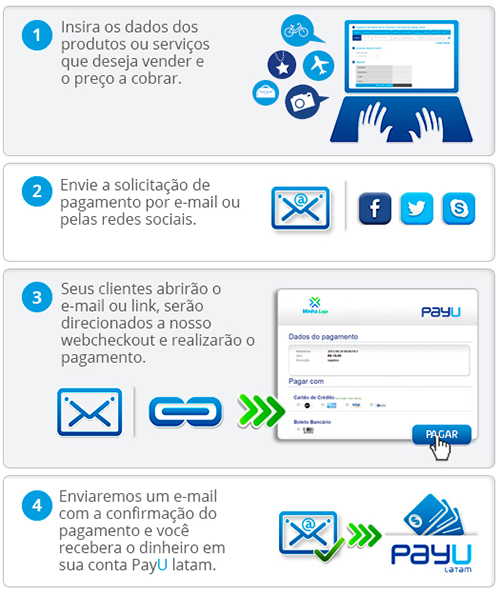 1
Insira os dados dos
produtos ou serviços
que deseja vender e
o preço a cobrar.
2
Envie a solicitação de
pagamento por e-mail ou
pelas redes sociais.
3
Seus clientes abrirão o
e-mail ou link, serão
direcionados a nosso
webcheckout e realizarão o
pagamento.
Minha Loja
PayU
Dados do pagamento
Pagar com
Cartão de Crédito
Boleto Bancário
PAGAR
4
Enviaremos um e-mail
com a confirmação do
pagamento e você
recebera o dinheiro em
sua conta PayU latam.
PayU
LATAM